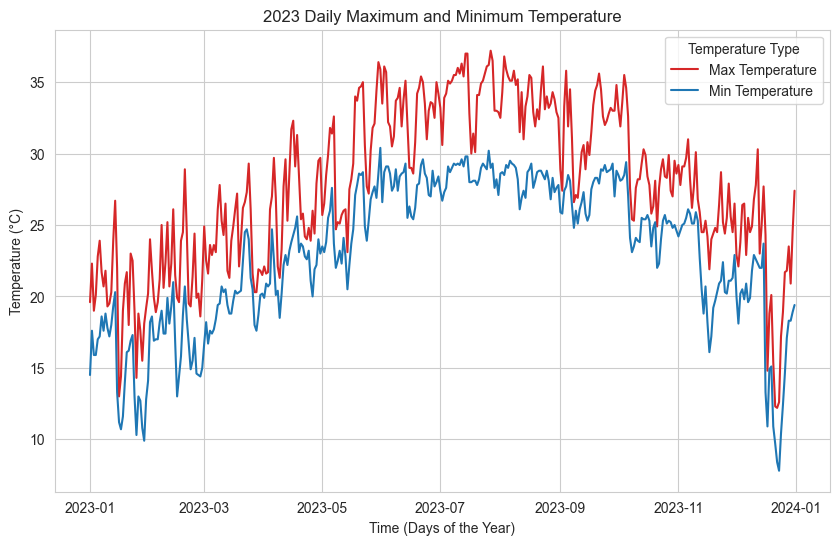 2023 Daily Maximum and Minimum Temperature
Temperature Type
Max Temperature
Min Temperature
35
30
25
20
15
10
Temperature (°C)
2023-01
2023-03
2023-05
2023-07
2023-09
2023-11
2024-01
Time (Days of the Year)